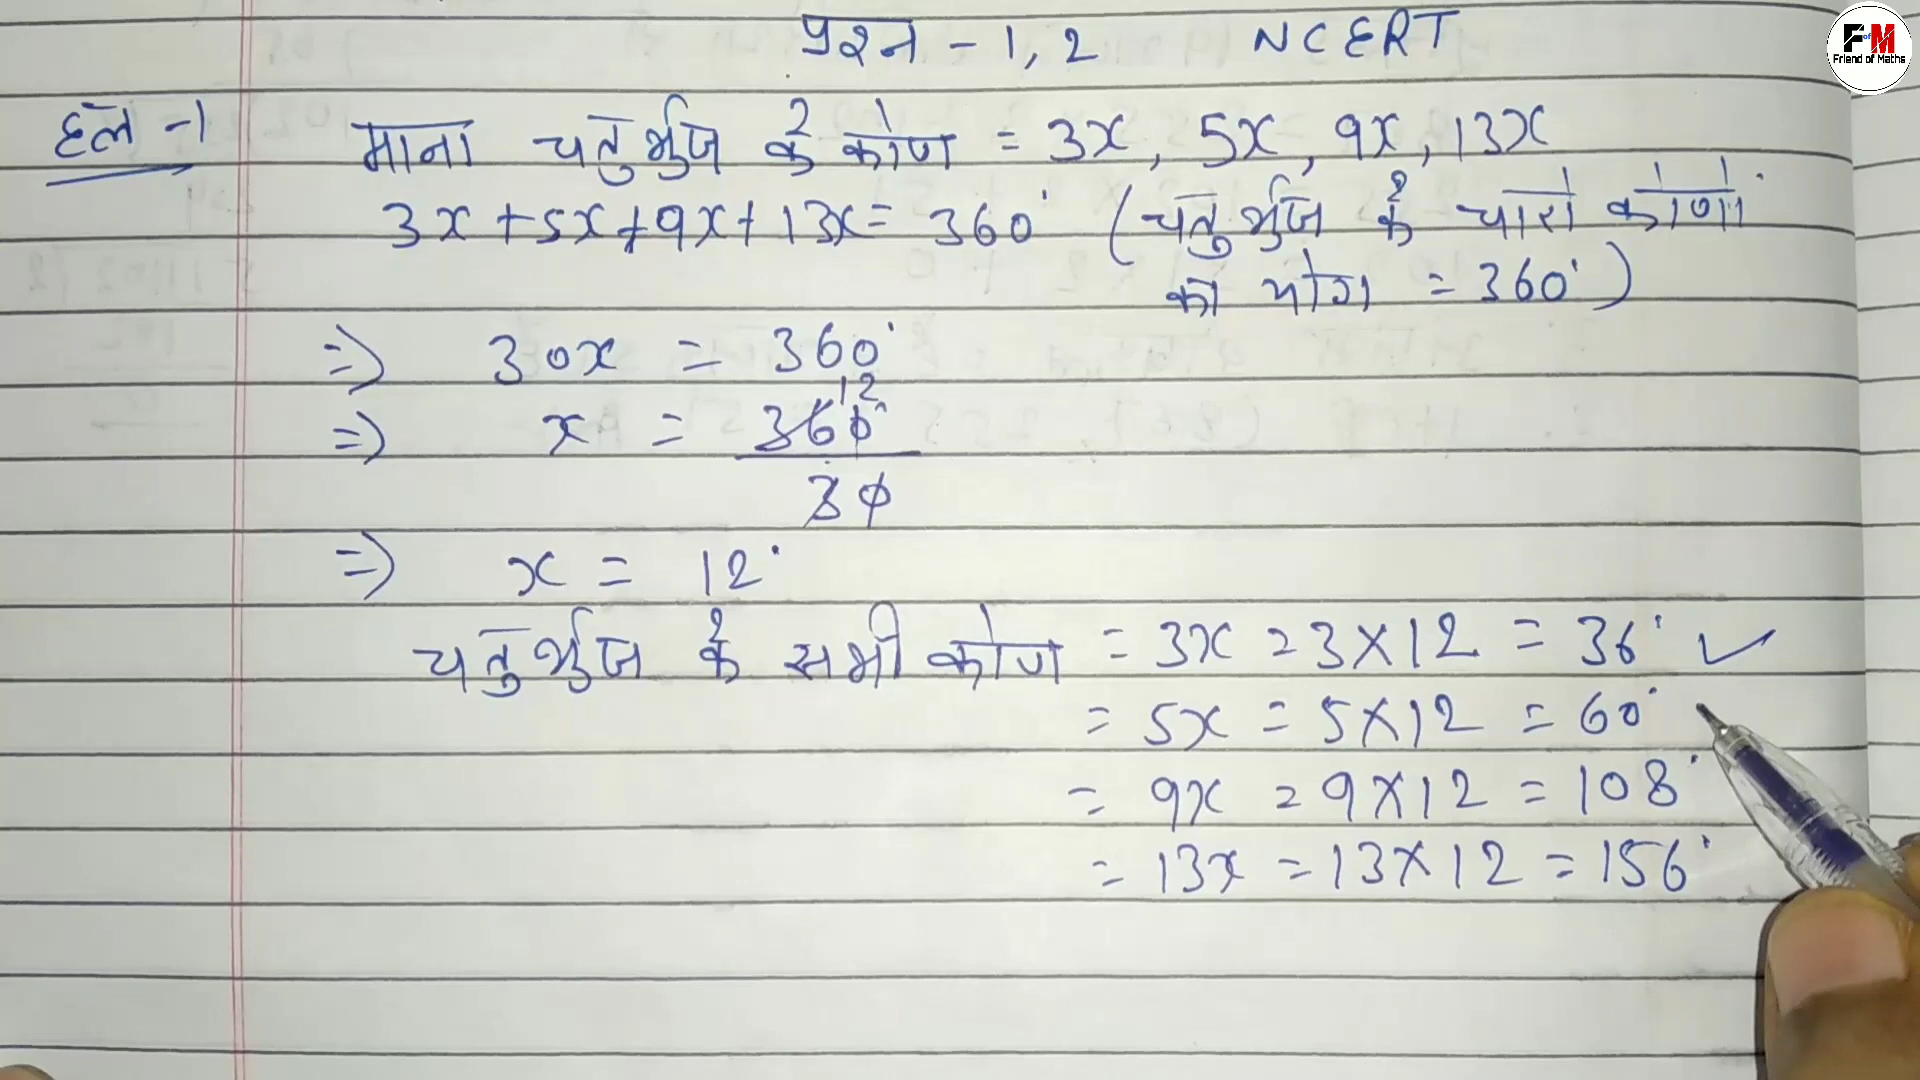 प्रश्न - 1, 2 NCERT
F of M
Friend of Maths
हल -1 माना चतुर्भुज के कोण = 3x, 5x, 9x, 13x
3x + 5x + 9x + 13x = 360° (चतुर्भुज के चारों कोणों
का योग = 360°)
=> 30x = 360°
12
=> x = 360°
30
=> x = 12°
चतुर्भुज के सभी कोण = 3x = 3 × 12 = 36° ✓
= 5x = 5 × 12 = 60°
= 9x = 9 × 12 = 108°
= 13x = 13 × 12 = 156°